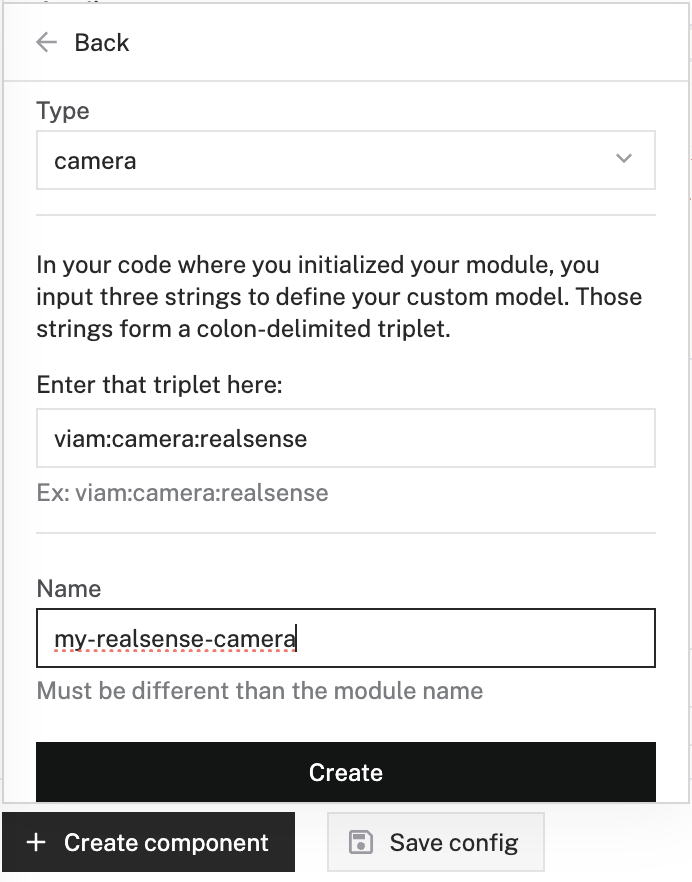 Back
Type
camera
In your code where you initialized your module, you
input three strings to define your custom model. Those
strings form a colon-delimited triplet.
Enter that triplet here:
viam:camera:realsense
Ex: viam:camera:realsense
Name
my-realsense-camera
Must be different than the module name
Create
+ Create component
Save config